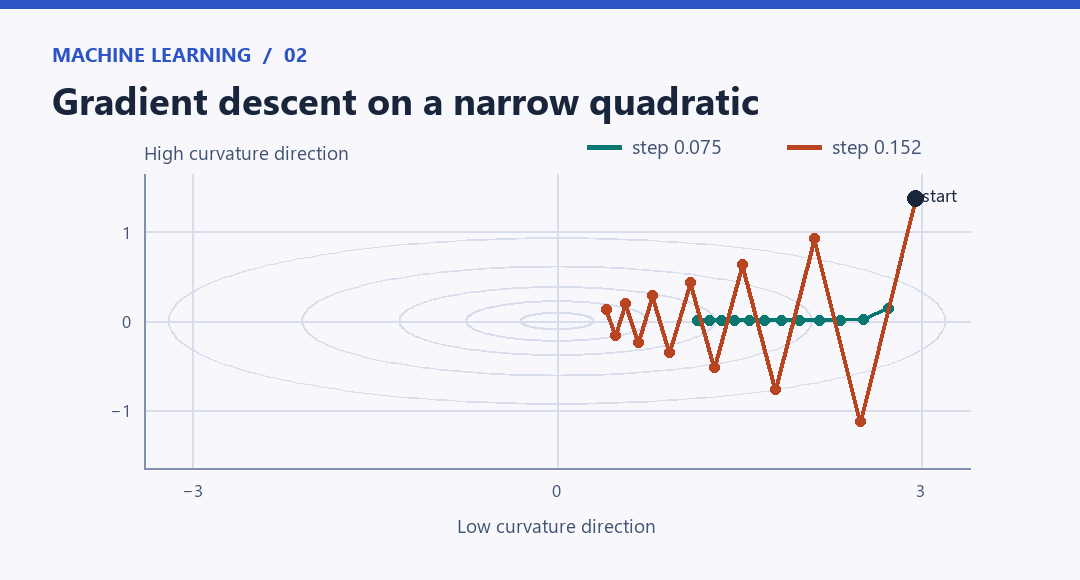 MACHINE LEARNING / 02
Gradient descent on a narrow quadratic
High curvature direction
step 0.075
step 0.152
start
1
0
−1
−3
0
3
Low curvature direction